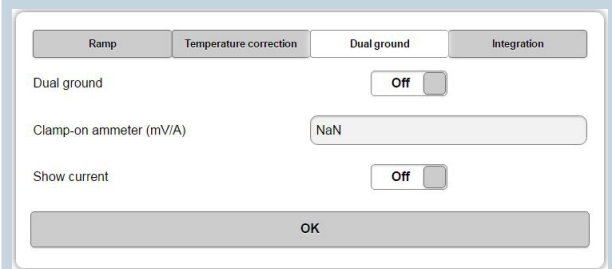 Ramp Temperature correction Dual ground Integration
Dual ground Off
Clamp-on ammeter (mV/A) NaN
Show current Off
OK